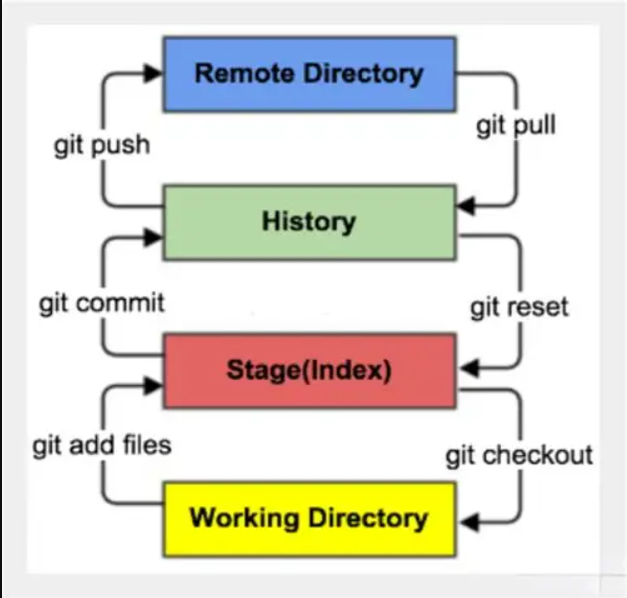 Remote Directory
git push
git pull
History
git commit
git reset
Stage(Index)
git add files
git checkout
Working Directory